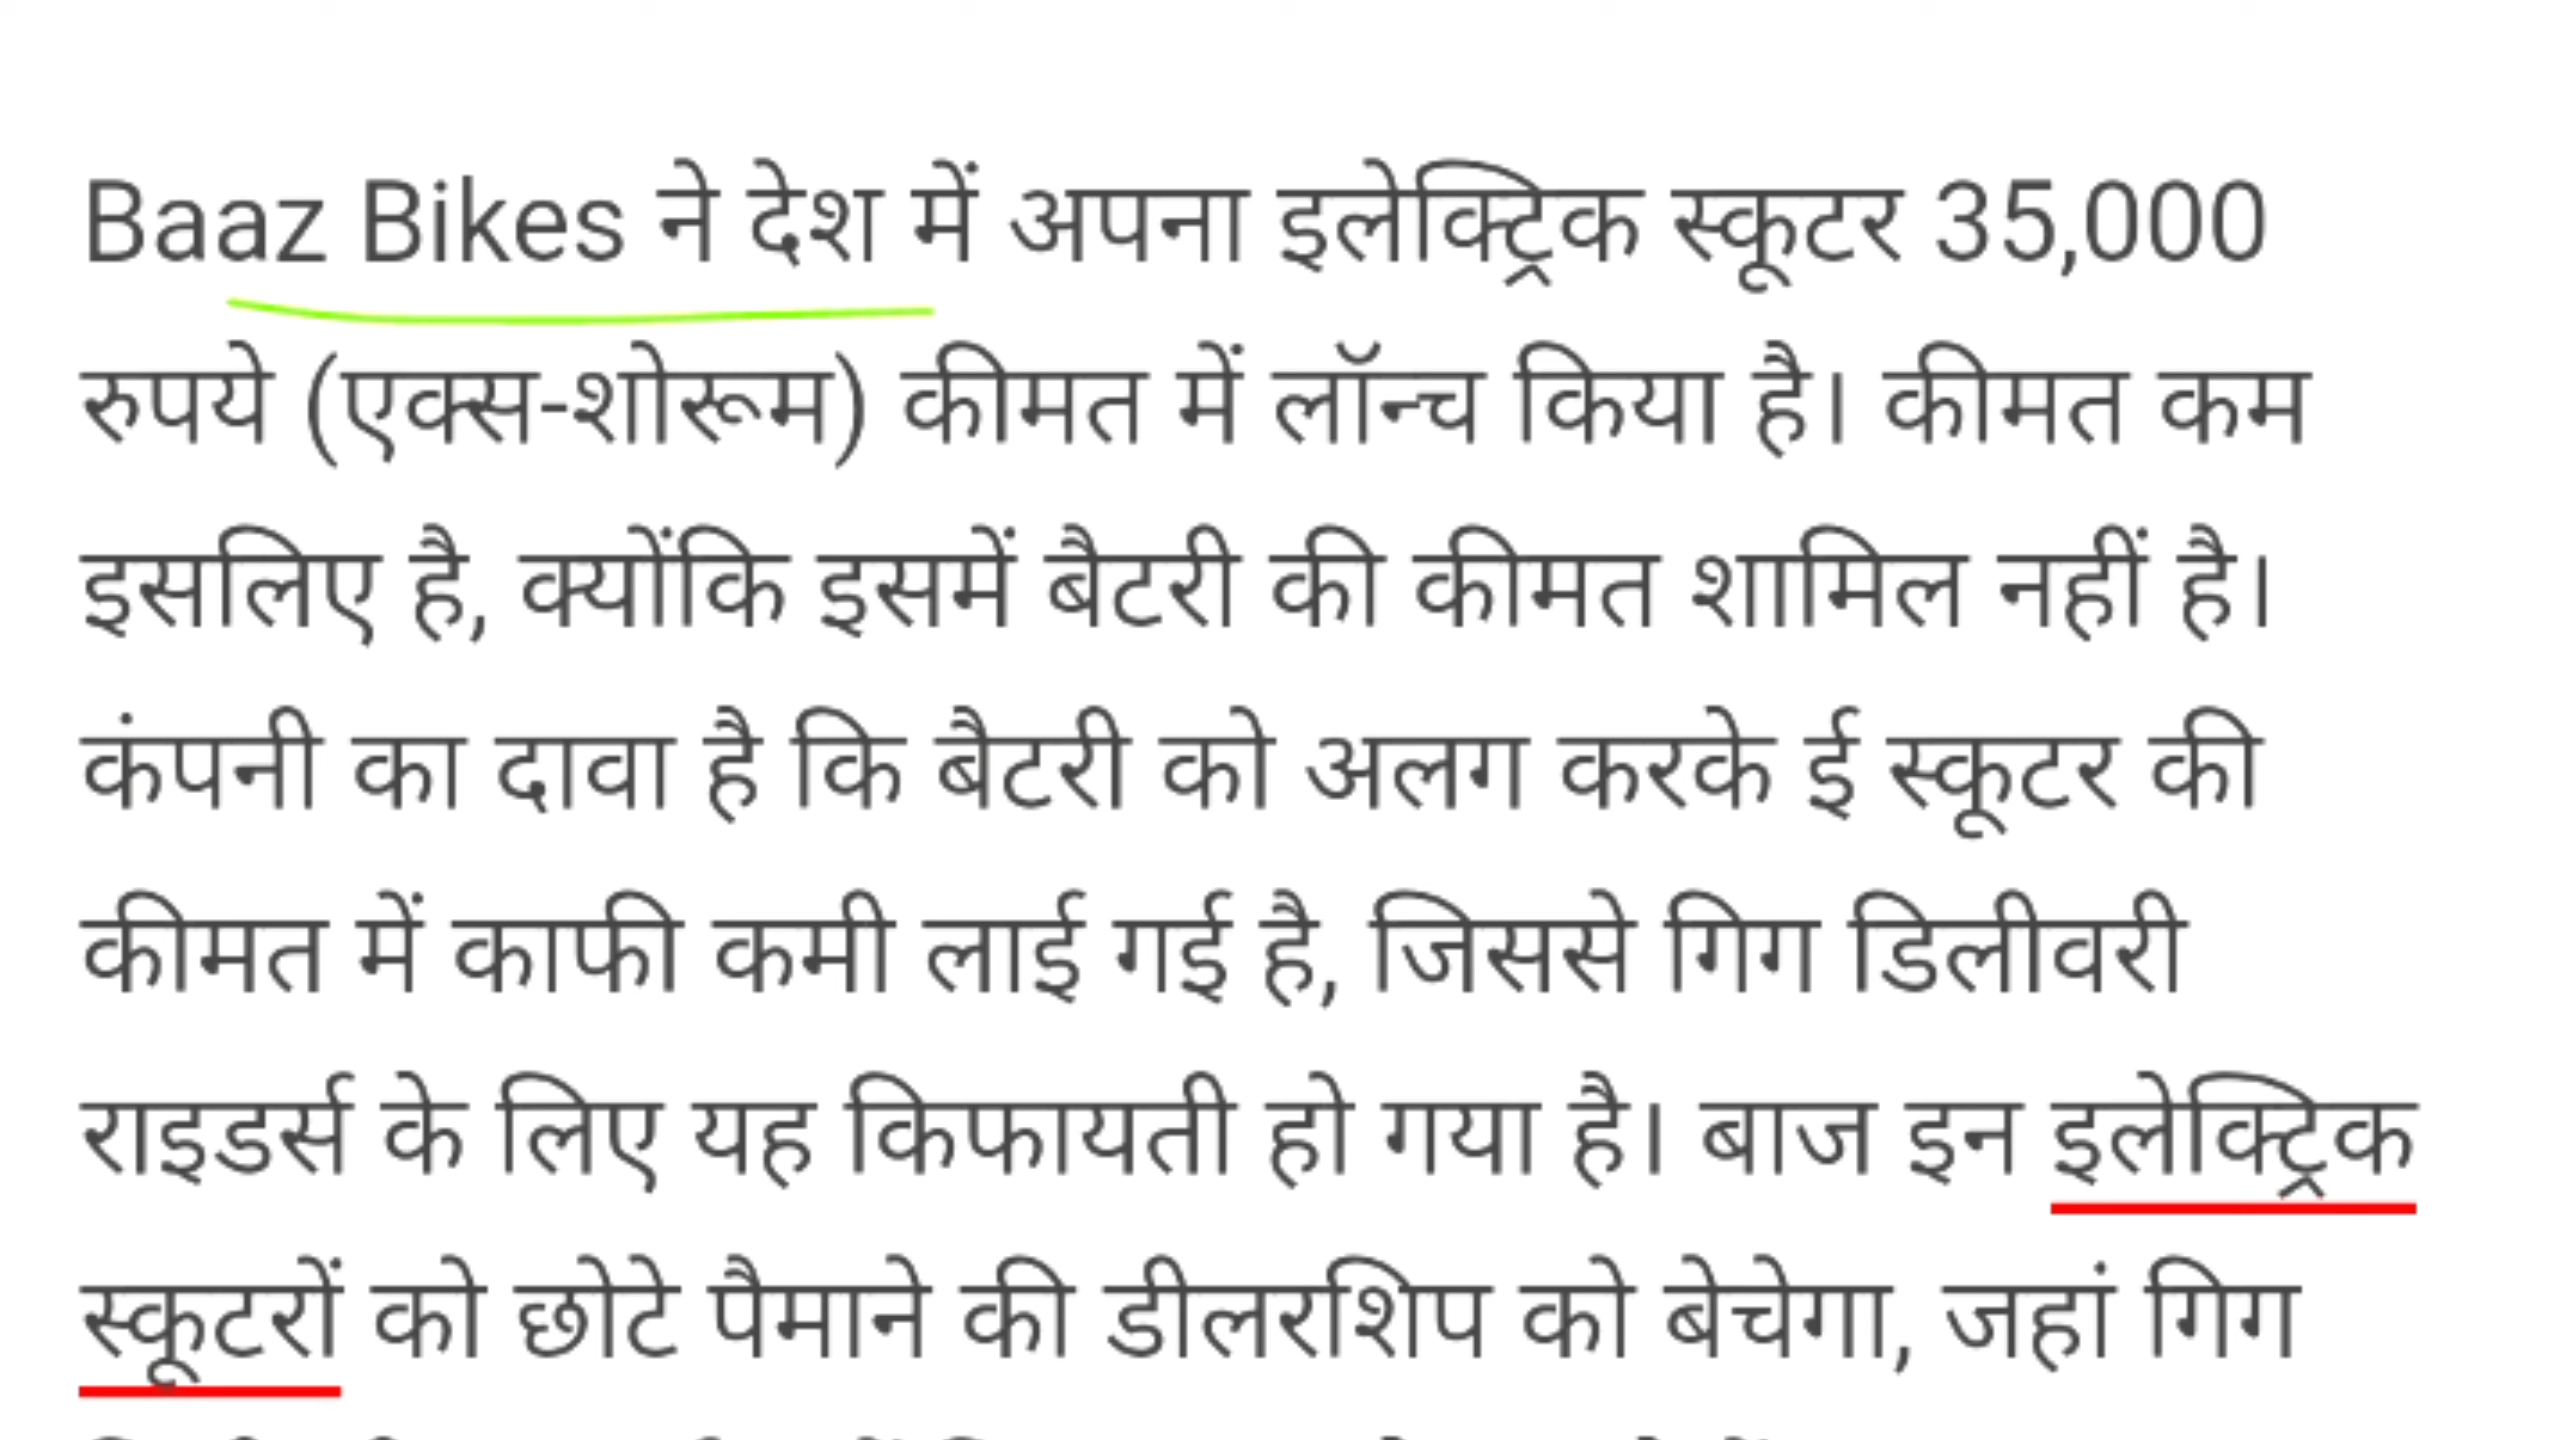 Baaz Bikes ने देश में अपना इलेक्ट्रिक स्कूटर 35,000
रुपये (एक्स-शोरूम) कीमत में लॉन्च किया है। कीमत कम
इसलिए है, क्योंकि इसमें बैटरी की कीमत शामिल नहीं है।
कंपनी का दावा है कि बैटरी को अलग करके ई स्कूटर की
कीमत में काफी कमी लाई गई है, जिससे गिग डिलीवरी
राइडर्स के लिए यह किफायती हो गया है। बाज इन इलेक्ट्रिक
स्कूटरों को छोटे पैमाने की डीलरशिप को बेचेगा, जहां गिग